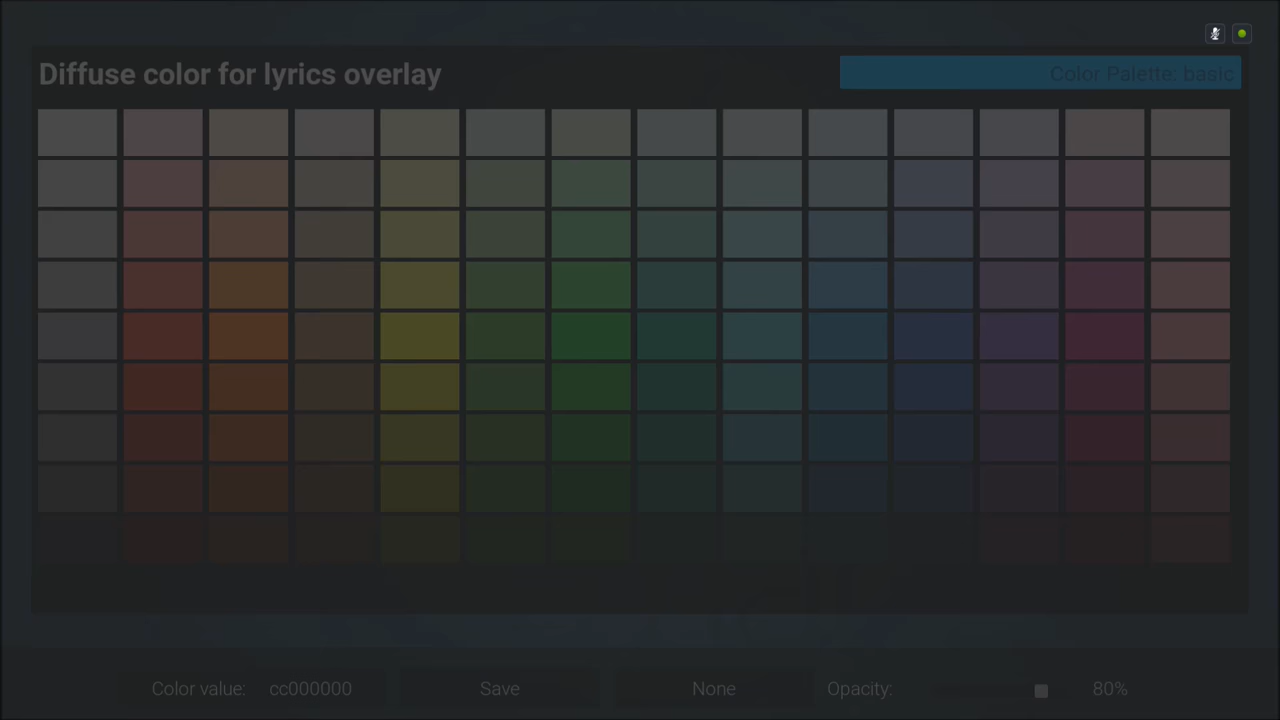 Diffuse color for lyrics overlay
Color Palette: basic
Color value: cc000000
Save
None
Opacity:
80%